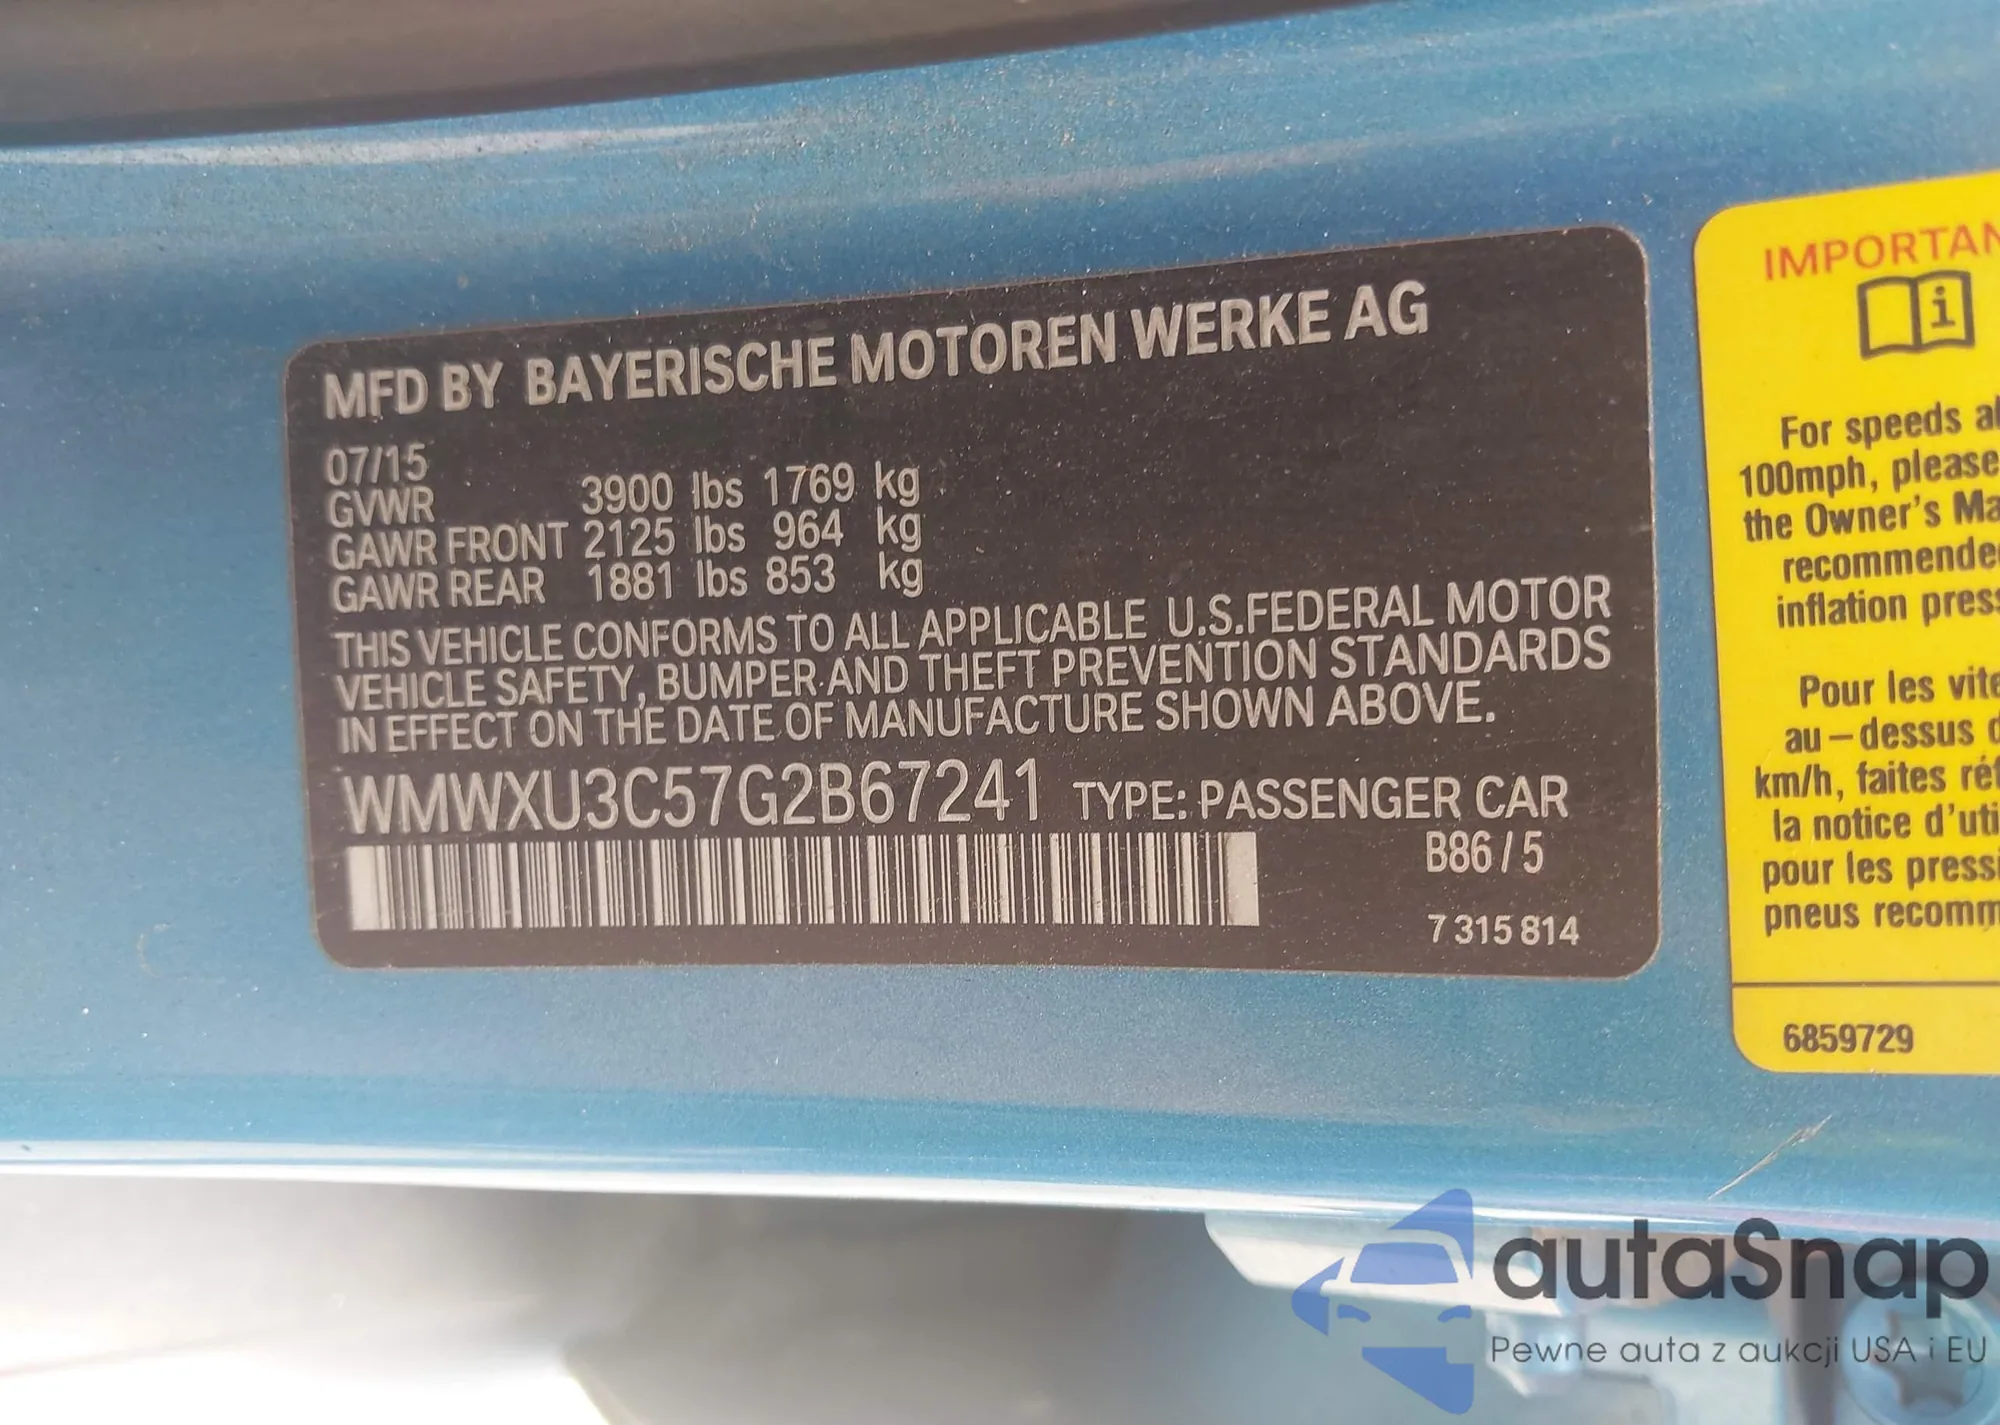 MFD BY BAYERISCHE MOTOREN WERKE AG
07/15
GVWR 3900 lbs 1769 kg
GAWR FRONT 2125 lbs 964 kg
GAWR REAR 1881 lbs 853 kg
THIS VEHICLE CONFORMS TO ALL APPLICABLE U.S.FEDERAL MOTOR
VEHICLE SAFETY, BUMPER AND THEFT PREVENTION STANDARDS
IN EFFECT ON THE DATE OF MANUFACTURE SHOWN ABOVE.
WMWXU3C57G2B67241 TYPE: PASSENGER CAR
B86/5
7 315 814
IMPORTAN
i
For speeds a
100mph, please
the Owner's Ma
recommende
inflation press
Pour les vite
au-dessus d
km/h, faites réf
la notice d'uti
pour les pressi
pneus recomm
6859729
autaSnap
Pewne auta z aukcji USA i EU